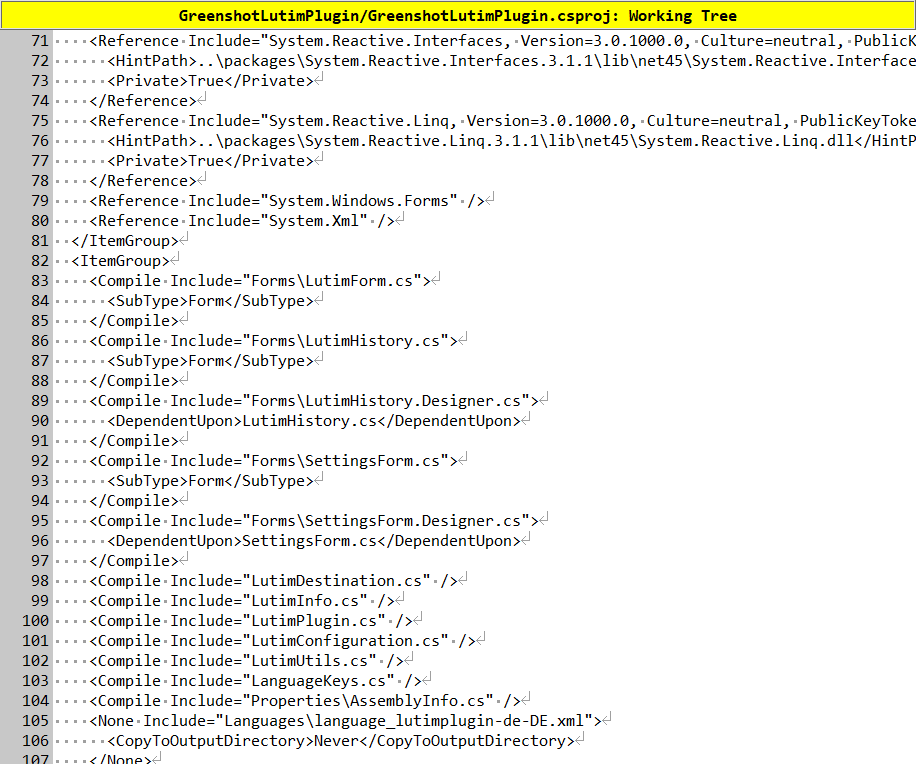 GreenshotLutimPlugin/GreenshotLutimPlugin.csproj: Working Tree
71    <Reference Include="System.Reactive.Interfaces, Version=3.0.1000.0, Culture=neutral, PublicK
72      <HintPath>..\packages\System.Reactive.Interfaces.3.1.1\lib\net45\System.Reactive.Interface
73      <Private>True</Private>
74    </Reference>
75    <Reference Include="System.Reactive.Linq, Version=3.0.1000.0, Culture=neutral, PublicKeyToke
76      <HintPath>..\packages\System.Reactive.Linq.3.1.1\lib\net45\System.Reactive.Linq.dll</HintP
77      <Private>True</Private>
78    </Reference>
79    <Reference Include="System.Windows.Forms" />
80    <Reference Include="System.Xml" />
81  </ItemGroup>
82  <ItemGroup>
83    <Compile Include="Forms\LutimForm.cs">
84      <SubType>Form</SubType>
85    </Compile>
86    <Compile Include="Forms\LutimHistory.cs">
87      <SubType>Form</SubType>
88    </Compile>
89    <Compile Include="Forms\LutimHistory.Designer.cs">
90      <DependentUpon>LutimHistory.cs</DependentUpon>
91    </Compile>
92    <Compile Include="Forms\SettingsForm.cs">
93      <SubType>Form</SubType>
94    </Compile>
95    <Compile Include="Forms\SettingsForm.Designer.cs">
96      <DependentUpon>SettingsForm.cs</DependentUpon>
97    </Compile>
98    <Compile Include="LutimDestination.cs" />
99    <Compile Include="LutimInfo.cs" />
100    <Compile Include="LutimPlugin.cs" />
101    <Compile Include="LutimConfiguration.cs" />
102    <Compile Include="LutimUtils.cs" />
103    <Compile Include="LanguageKeys.cs" />
104    <Compile Include="Properties\AssemblyInfo.cs" />
105    <None Include="Languages\language_lutimplugin-de-DE.xml">
106      <CopyToOutputDirectory>Never</CopyToOutputDirectory>
107    </None>